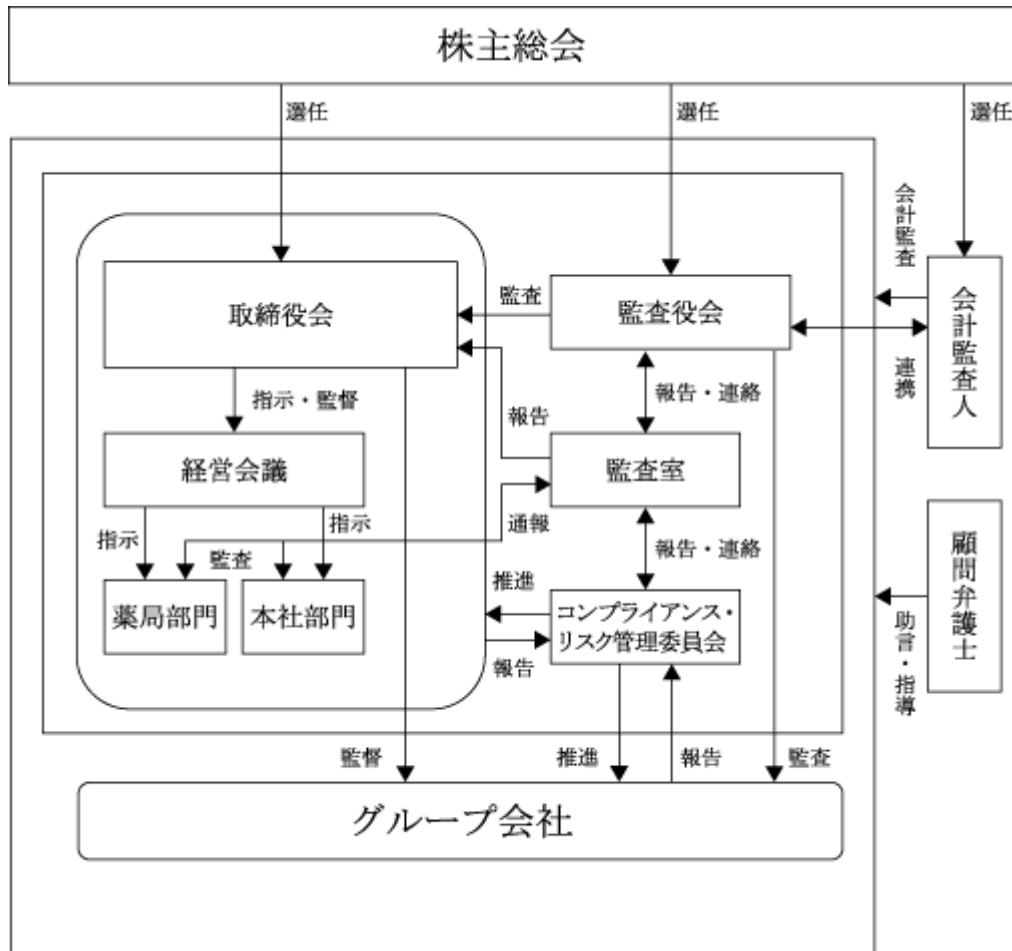 株主総会
選任
選任
選任
会計監査
取締役会
監査
監査役会
会計監査人
連携
指示・監督
報告
報告・連絡
経営会議
監査室
指示
指示
監査
通報
報告・連絡
顧問弁護士
薬局部門
本社部門
推進
コンプライアンス・
リスク管理委員会
報告
助言・指導
監督
推進
報告
監査
グループ会社